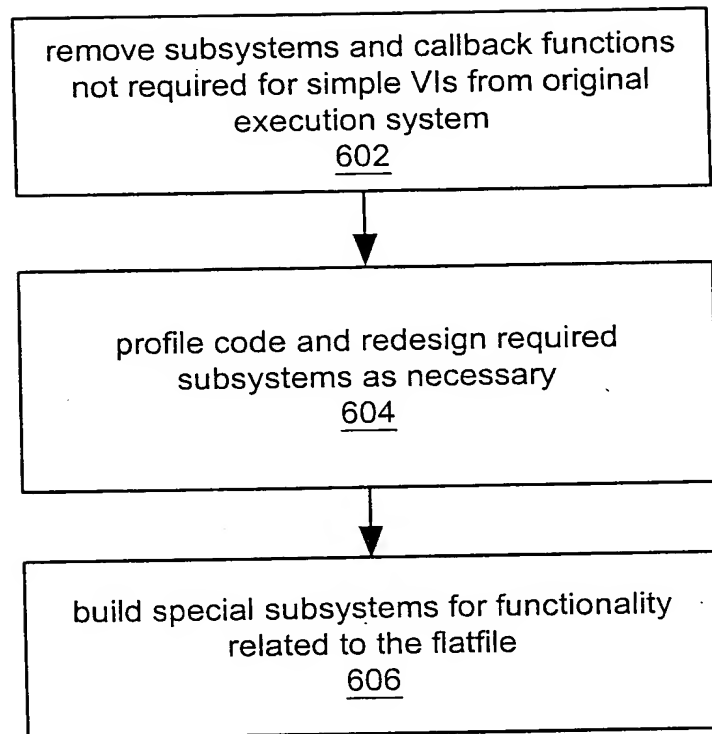 remove subsystems and callback functions
not required for simple VIs from original
execution system
602
profile code and redesign required
subsystems as necessary
604
build special subsystems for functionality
related to the flatfile
606